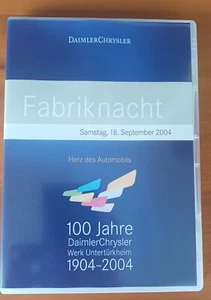 DAIMLERCHRYSLER
Fabriknacht
Samstag, 18. September 2004
Herz des Automobils
100 Jahre
DaimlerChrysler
Werk Untertürkheim
1904-2004